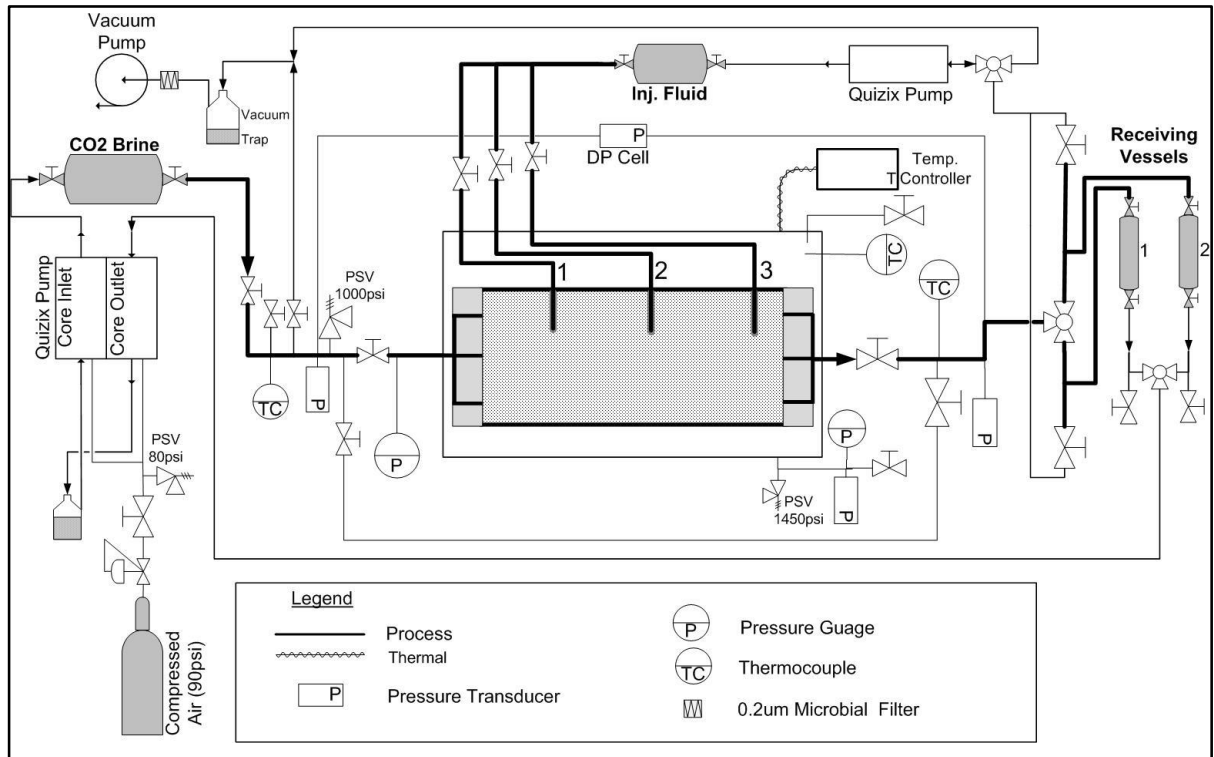 Vacuum
Pump
Vacuum
Trap
Inj. Fluid
Quizix Pump
CO2 Brine
P
DP Cell
Temp.
T Controller
Receiving
Vessels
1
2
TC
TC
1
2
3
Quizix Pump
Core Inlet
Core Outlet
PSV
1000psi
TC
P
P
P
P
P
PSV
80psi
PSV
1450psi
Compressed
Air (90psi)
Legend
Process
Thermal
P
Pressure Transducer
P
Pressure Guage
TC
Thermocouple
0.2um Microbial Filter